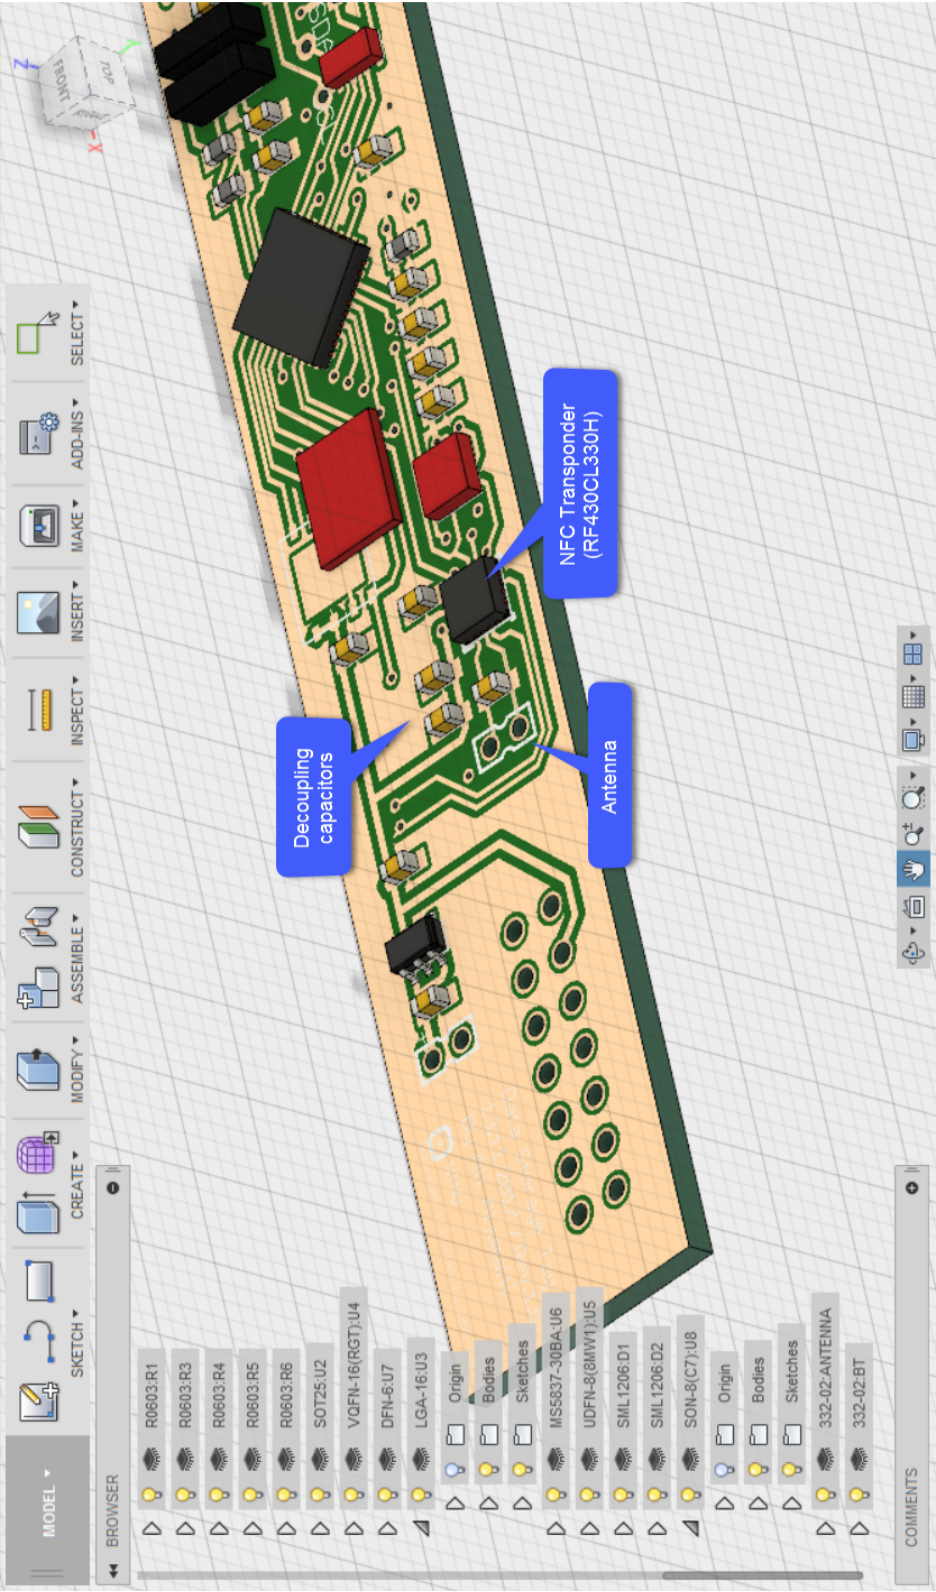 MODEL
SKETCH
CREATE
MODIFY
ASSEMBLE
CONSTRUCT
INSPECT
INSERT
MAKE
ADD-INS
SELECT
BROWSER
R0603:R1
R0603:R3
R0603:R4
R0603:R5
R0603:R6
SOT25:U2
VQFN-16(RGT):U4
DFN-6:U7
LGA-16:U3
Origin
Bodies
Sketches
MS5837-30BA:U6
UDFN-8(8MW1):U5
SML1206:D1
SML1206:D2
SON-8(C7):U8
Origin
Bodies
Sketches
332-02:ANTENNA
332-02:BT
COMMENTS
Decoupling
capacitors
NFC Transponder
(RF430CL330H)
Antenna
TOP
FRONT
Z
Y
X